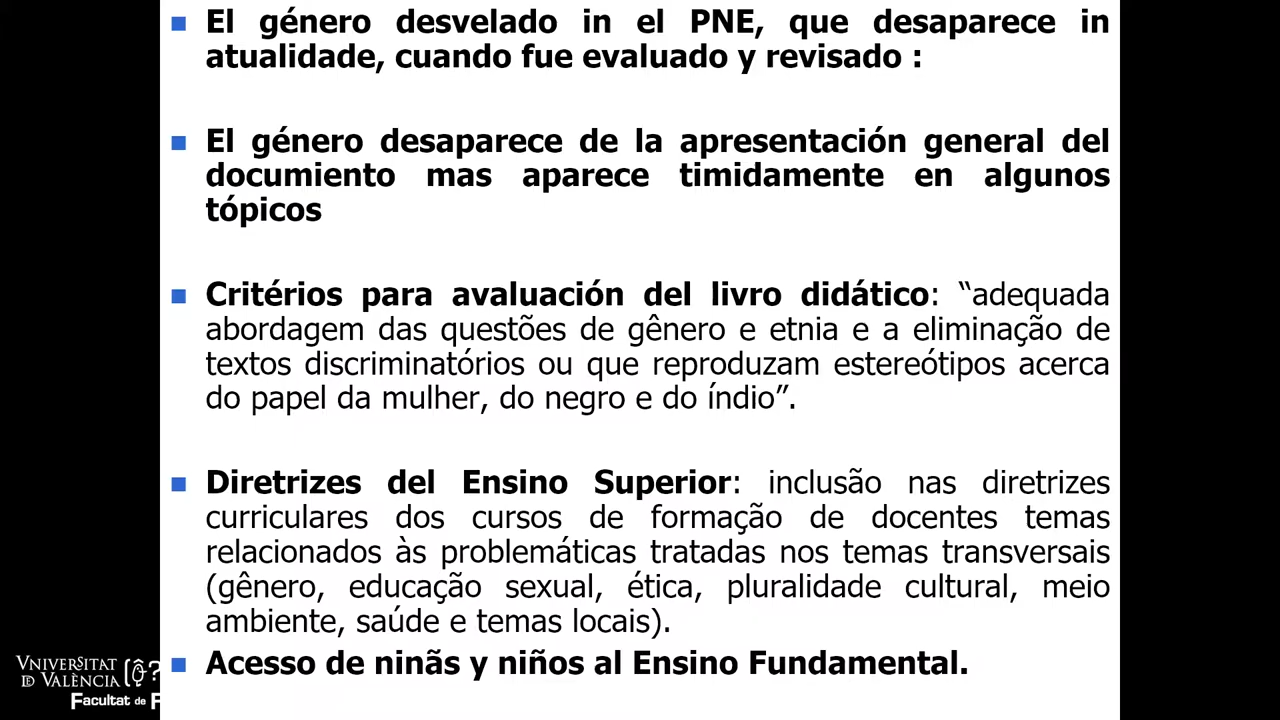 El género desvelado in el PNE, que desaparece in
atualidade, cuando fue evaluado y revisado :
El género desaparece de la apresentación general del
documiento mas aparece timidamente en algunos
tópicos
Critérios para avaluación del livro didático: “adequada
abordagem das questões de gênero e etnia e a eliminação de
textos discriminatórios ou que reproduzam estereótipos acerca
do papel da mulher, do negro e do índio”.
Diretrizes del Ensino Superior: inclusão nas diretrizes
curriculares dos cursos de formação de docentes temas
relacionados às problemáticas tratadas nos temas transversais
(gênero, educação sexual, ética, pluralidade cultural, meio
ambiente, saúde e temas locais).
Acesso de ninãs y niños al Ensino Fundamental.
VNIVERSITAT
ID VALÈNCIA
Facultat de F